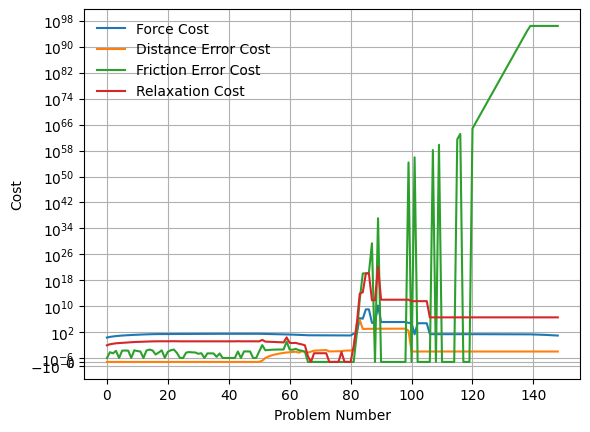 Force Cost
Distance Error Cost
Friction Error Cost
Relaxation Cost
Cost
10^98
10^90
10^82
10^74
10^66
10^58
10^50
10^42
10^34
10^26
10^18
10^10
10^2
10^−6
0 20 40 60 80 100 120 140
Problem Number